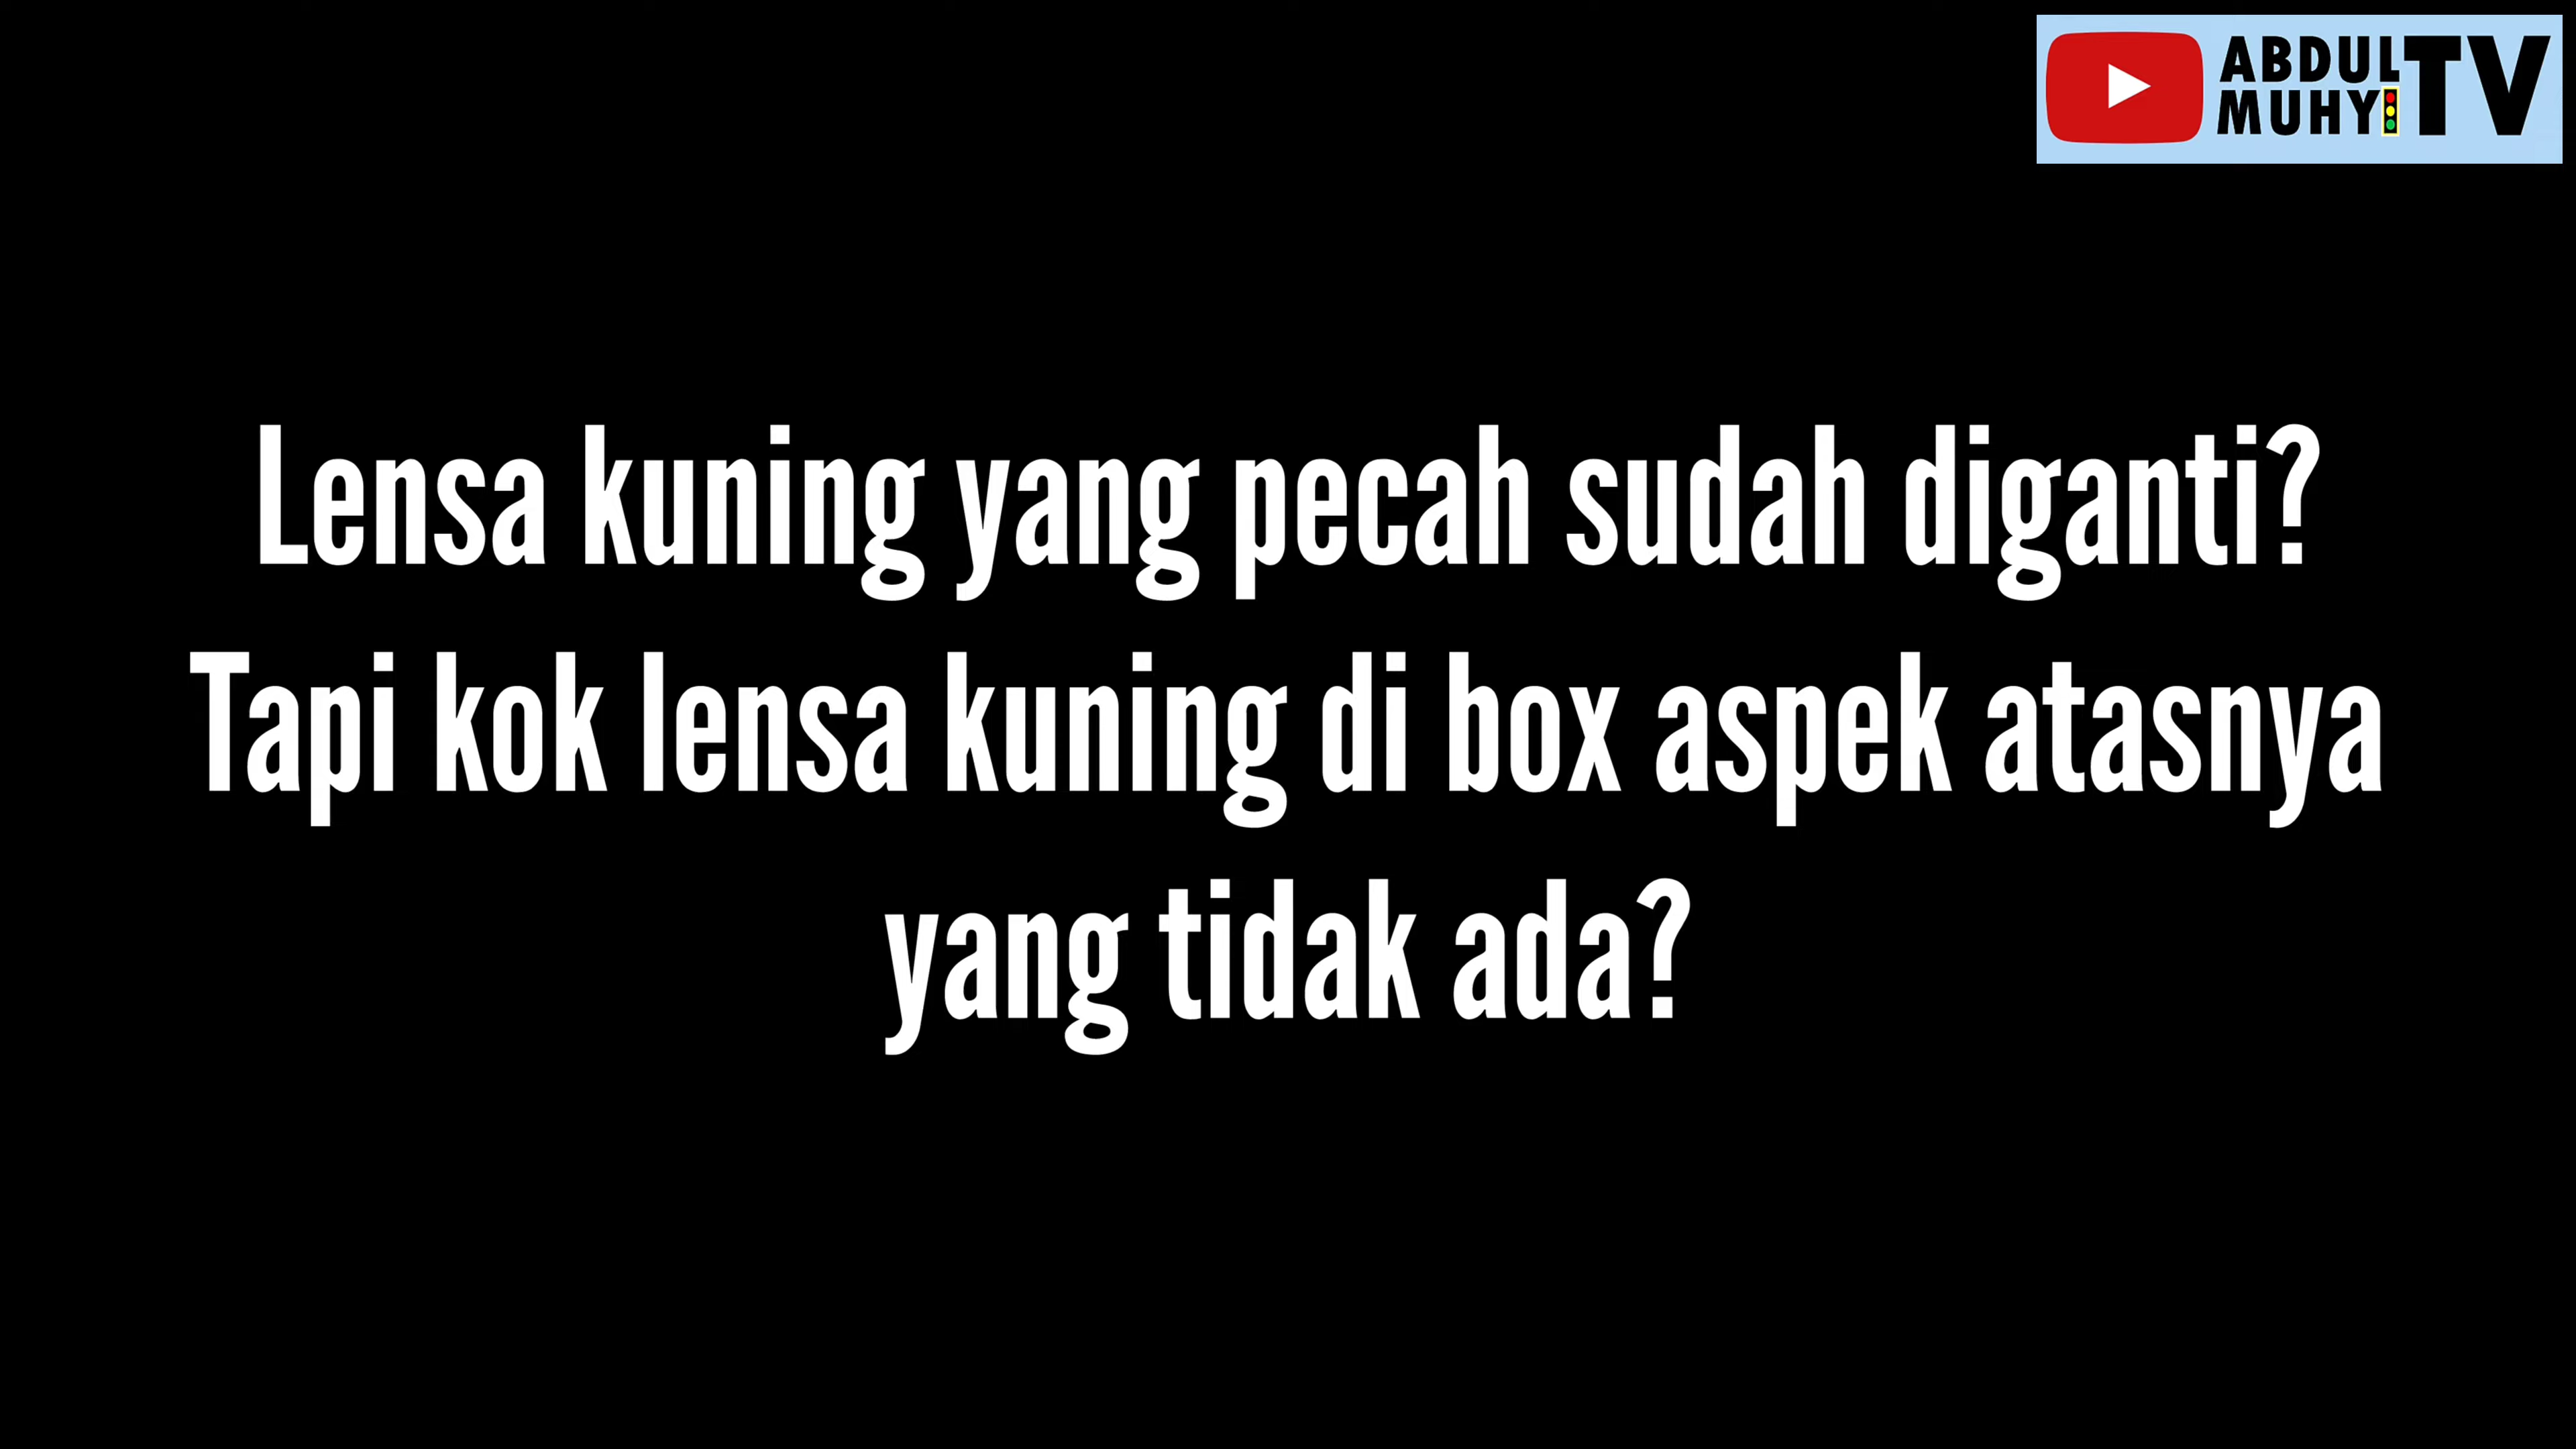 ABDUL
MUHYI TV
Lensa kuning yang pecah sudah diganti?
Tapi kok lensa kuning di box aspek atasnya
yang tidak ada?